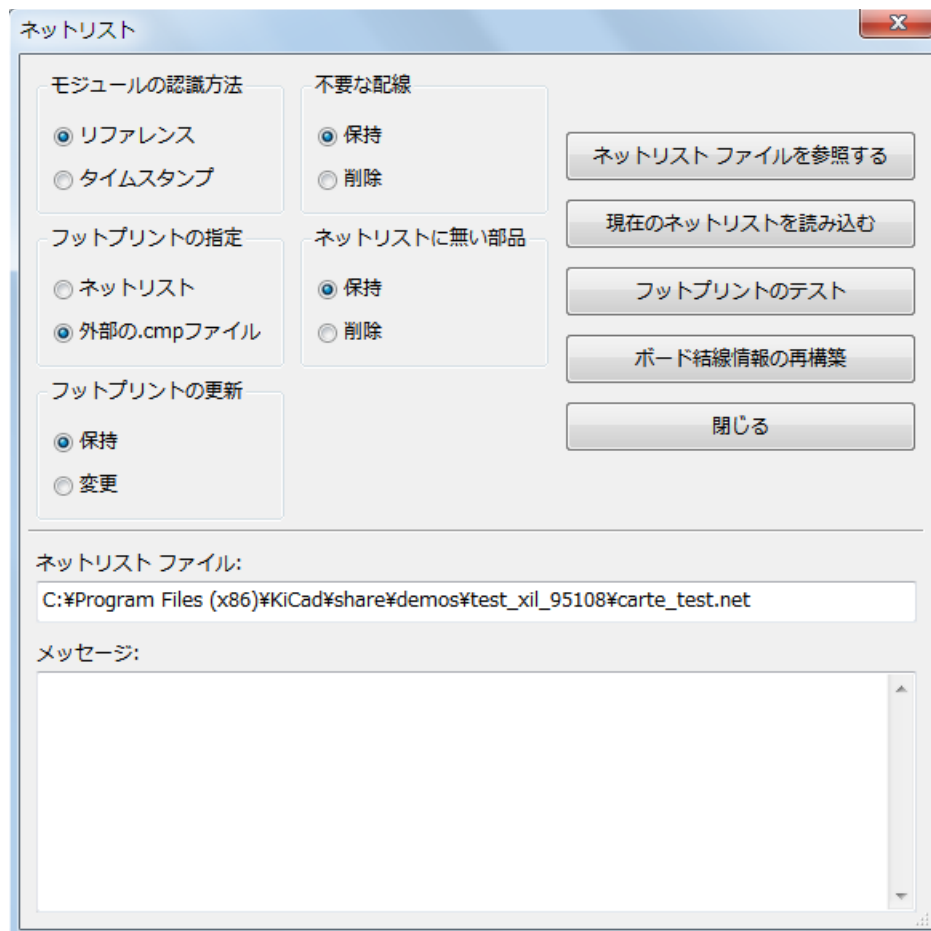 ネットリスト
モジュールの認識方法
リファレンス
タイムスタンプ
不要な配線
保持
削除
フットプリントの指定
ネットリスト
外部の.cmpファイル
ネットリストに無い部品
保持
削除
フットプリントの更新
保持
変更
ネットリスト ファイルを参照する
現在のネットリストを読み込む
フットプリントのテスト
ボード結線情報の再構築
閉じる
ネットリスト ファイル:
C:¥Program Files (x86)¥KiCad¥share¥demos¥test_xil_95108¥carte_test.net
メッセージ: